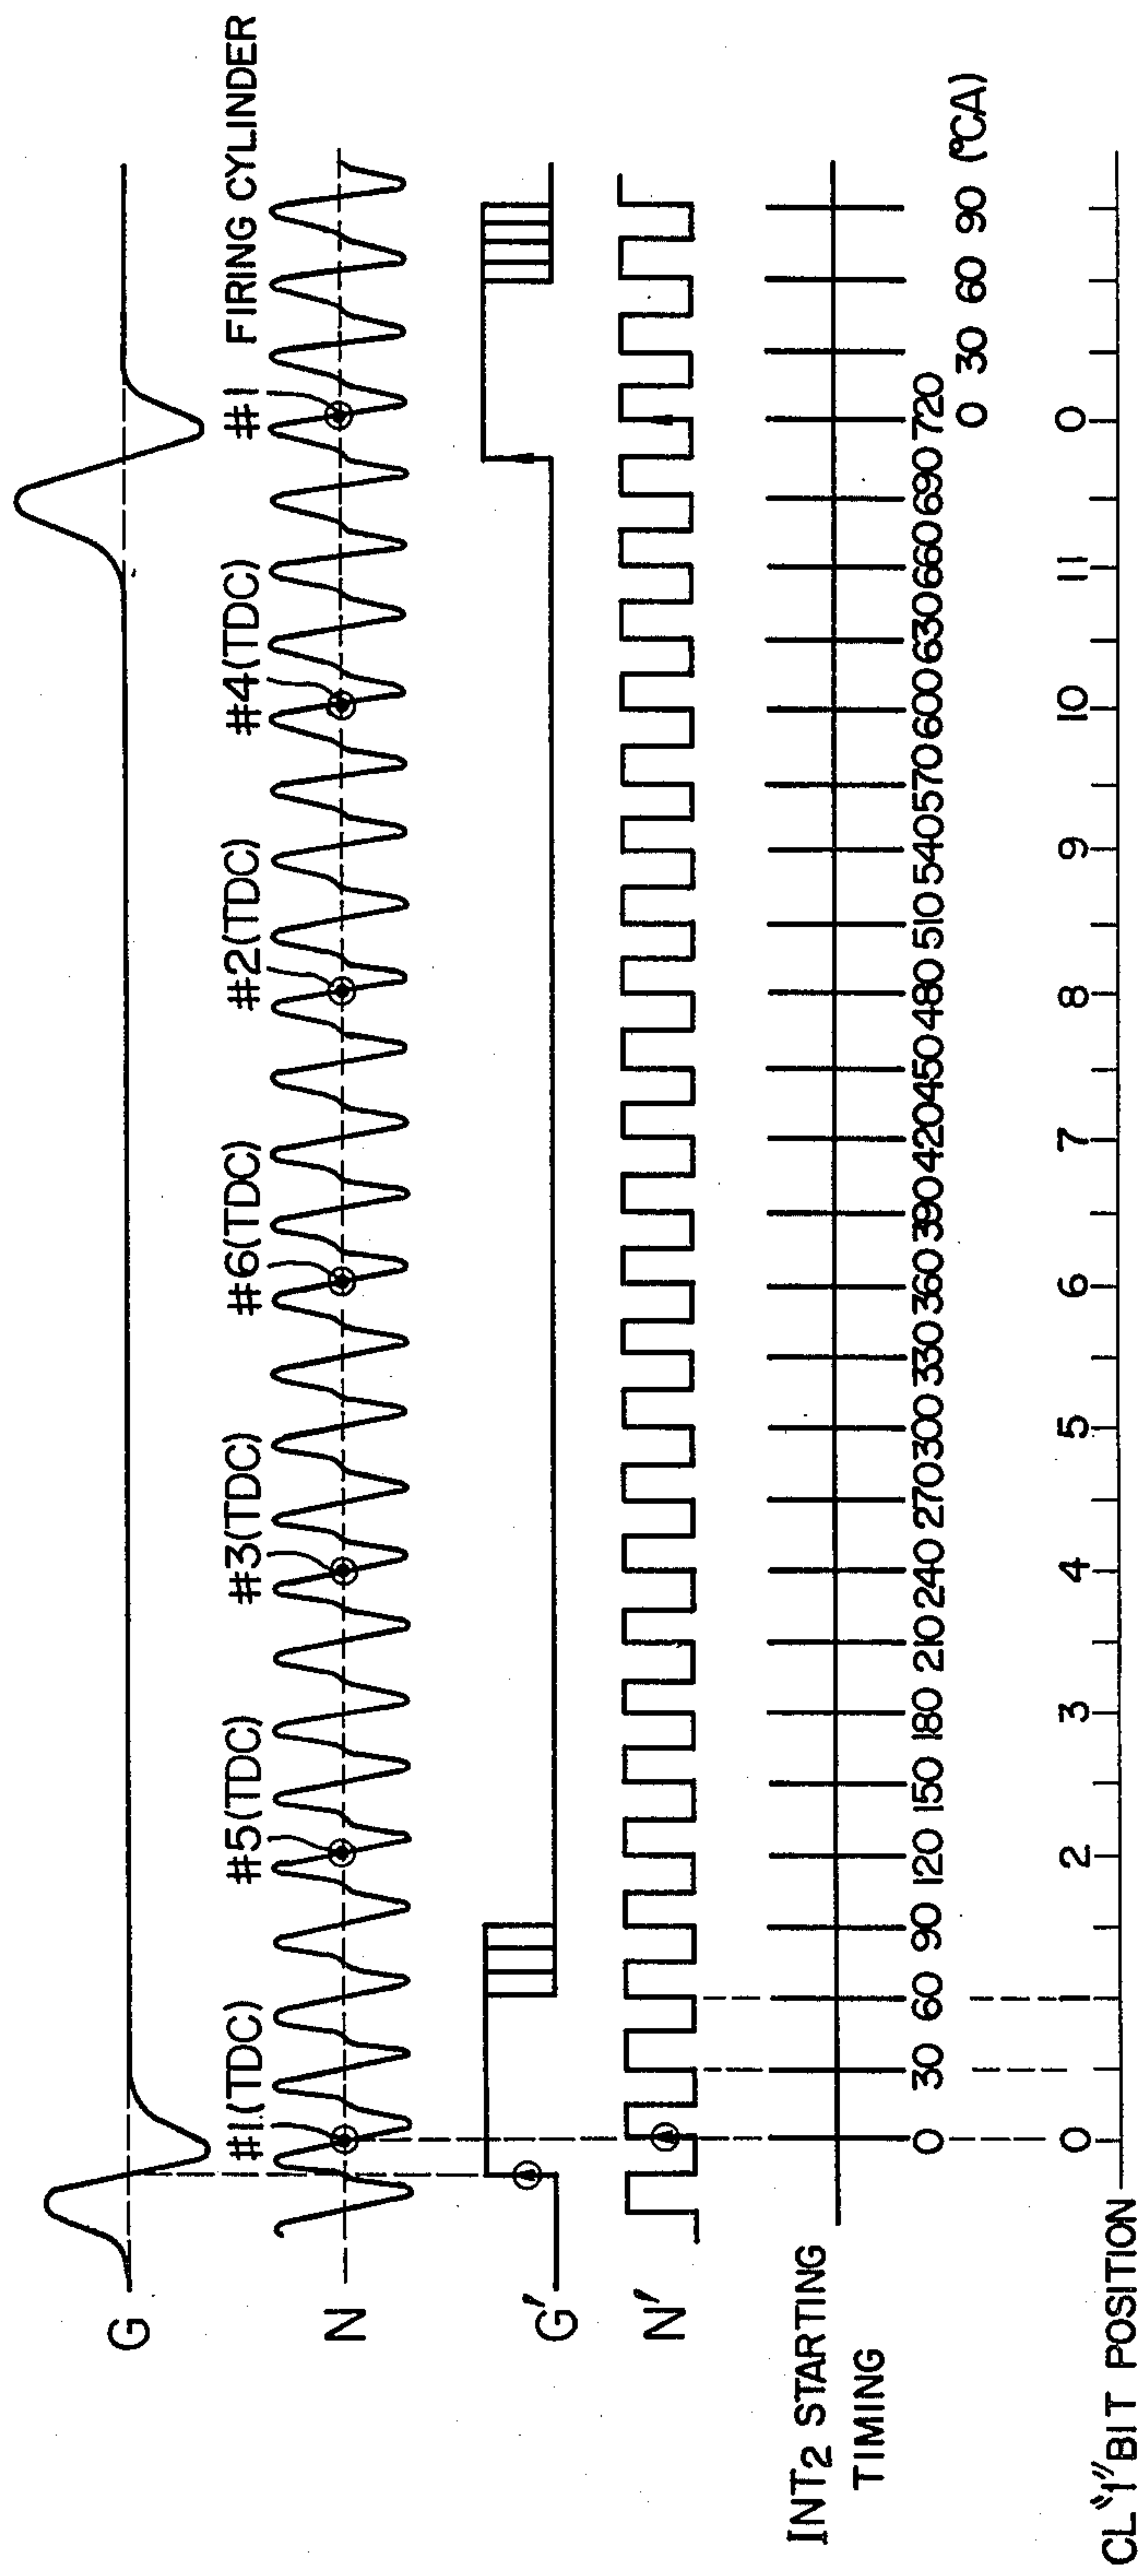 G
N
#1.(TDC) #5(TDC) #3(TDC) #6(TDC) #2(TDC) #4(TDC) #1 FIRING CYLINDER
G'
N'
INT2 STARTING
TIMING
0 30 60 90 120 150 180 210 240 270 300 330 360 390 420 450 480 510 540 570 600 630 660 690 720
0 30 60 90 (°CA)
CL "1" BIT POSITION
0 1 2 3 4 5 6 7 8 9 10 11 0